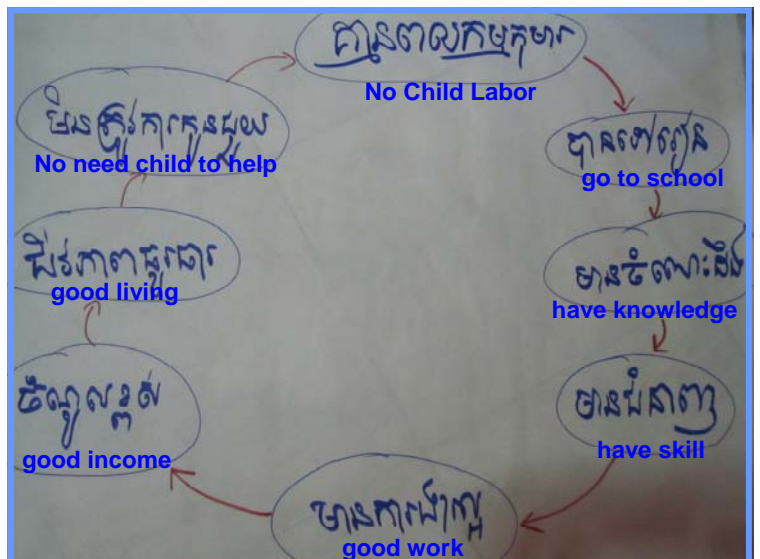 គ្មានពលកម្មកុមារ
No Child Labor
បានទៅរៀន
go to school
មានចំណេះដឹង
have knowledge
មានជំនាញ
have skill
មានការងារល្អ
good work
ចំណូលខ្ពស់
good income
ជីវភាពធូរធារ
good living
មិនត្រូវការកូនជួយ
No need child to help